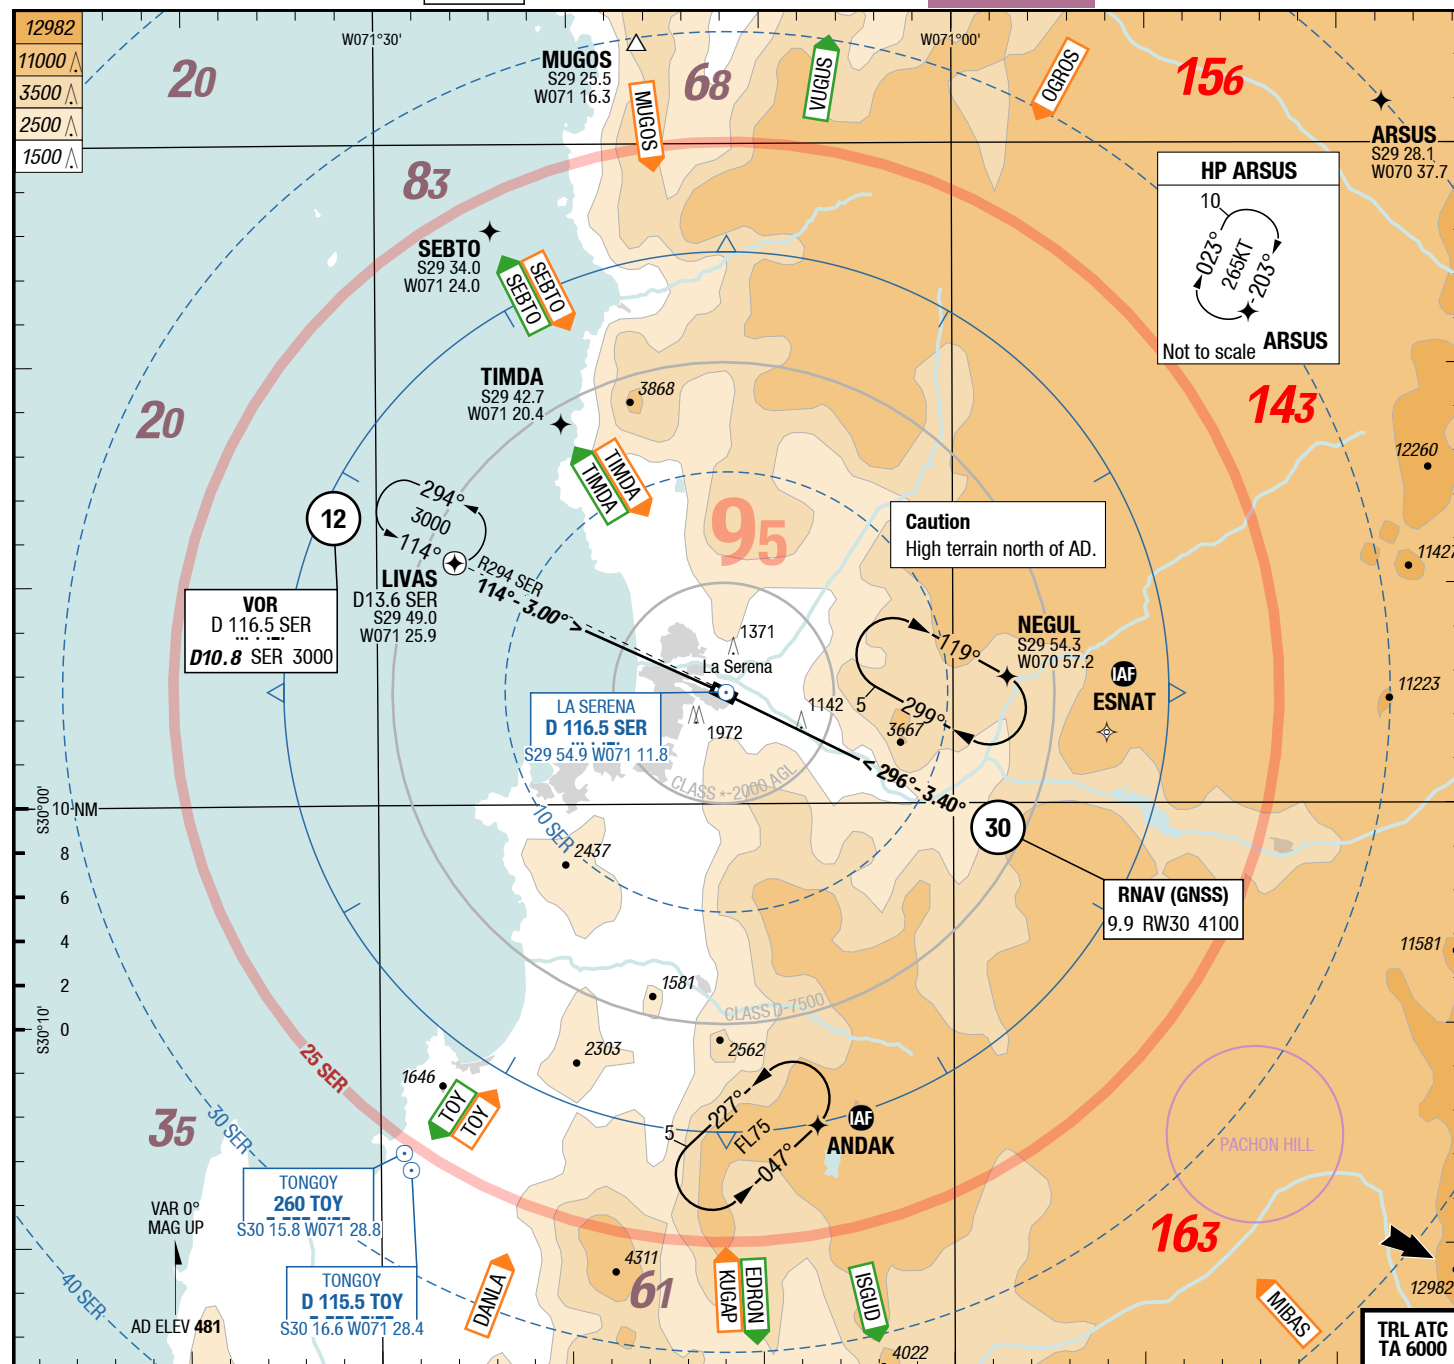 12982
11000
3500
2500
1500
W071°30'
W071°00'
20
83
20
68
156
143
95
35
61
163
MUGOS
S29 25.5
W071 16.3
MUGOS
VUGUS
OGROS
ARSUS
S29 28.1
W070 37.7
HP ARSUS
10
023°
265KT
203°
ARSUS
Not to scale
SEBTO
S29 34.0
W071 24.0
SEBTO
SEBTO
TIMDA
S29 42.7
W071 20.4
TIMDA
TIMDA
3868
12260
11427
12
294°
3000
114°
LIVAS
D13.6 SER
S29 49.0
W071 25.9
R294 SER
114°-3.00° >
VOR
D 116.5 SER
D10.8 SER 3000
Caution
High terrain north of AD.
1371
La Serena
NEGUL
S29 54.3
W070 57.2
119°
299°
5
3667
IAF
ESNAT
11223
LA SERENA
D 116.5 SER
S29 54.9 W071 11.8
1972
1142
CLASS *-2000 AGL
< 296°-3.40°
30
RNAV (GNSS)
9.9 RW30 4100
S30°00'
10 NM
8
6
4
2
0
S30°10'
10 SER
2437
11581
1581
CLASS D-7500
2303
2562
25 SER
1646
TOY
TOY
227°
FL75
047°
5
IAF
ANDAK
PACHON HILL
30 SER
TONGOY
260 TOY
S30 15.8 W071 28.8
VAR 0°
MAG UP
40 SER
TONGOY
D 115.5 TOY
S30 16.6 W071 28.4
AD ELEV 481
DANLA
4311
KUGAP
EDRON
ISGUD
4022
MIBAS
12982
TRL ATC
TA 6000